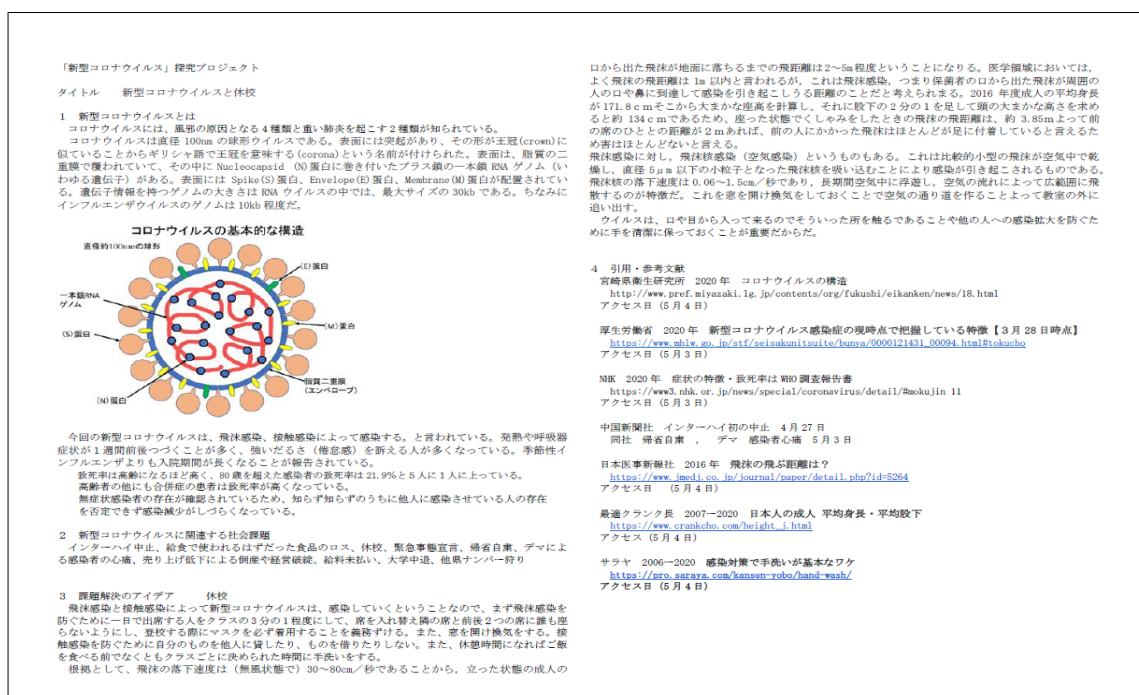 「新型コロナウイルス」探究プロジェクト
タイトル　　新型コロナウイルスと休校
１　新型コロナウイルスとは
コロナウイルスには、風邪の原因となる４種類と重い肺炎を起こす２種類が知られている。
コロナウイルスは直径 100nm の球形ウイルスである。表面には突起があり、その形が王冠(crown)に
似ていることからギリシャ語で王冠を意味する(corona)という名前が付けられた。表面は、脂質の二
重膜で覆われていて、その中に Nucleocapsid（N)蛋白に巻き付いたプラス鎖の一本鎖 RNA ゲノム（い
わゆる遺伝子）がある。表面には Spike(S)蛋白、Envelope(E)蛋白、Membrane(M)蛋白が配置されてい
る。遺伝子情報を持つゲノムの大きさは RNA ウイルスの中では、最大サイズの 30kb である。ちなみに
インフルエンザウイルスのゲノムは 10kb 程度だ。
コロナウイルスの基本的な構造
直径約100nmの球形
(E)蛋白
一本鎖RNA
ゲノム
(S)蛋白
(M)蛋白
(N)蛋白
脂質二重膜
(エンベロープ)
今回の新型コロナウイルスは、飛沫感染、接触感染によって感染する。と言われている。発熱や呼吸器
症状が１週間前後つづくことが多く、強いだるさ（倦怠感）を訴える人が多くなっている。季節性イ
ンフルエンザよりも入院期間が長くなることが報告されている。
致死率は高齢になるほど高く、80 歳を超えた感染者の致死率は 21.9％と５人に１人に上っている。
高齢者の他にも合併症の患者は致死率が高くなっている。
無症状感染者の存在が確認されているため、知らず知らずのうちに他人に感染させている人の存在
を否定できず感染減少がしづらくなっている。
２　新型コロナウイルスに関連する社会課題
インターハイ中止、給食で使われるはずだった食品のロス、休校、緊急事態宣言、帰省自粛、デマによ
る感染者の心痛、売り上げ低下による倒産や経営破綻、給料未払い、大学中退、他県ナンバー狩り
３　課題解決のアイデア　　　休校
飛沫感染と接触感染によって新型コロナウイルスは、感染していくということなので、まず飛沫感染を
防ぐために一日で出席する人をクラスの３分の１程度にして、席を入れ替え隣の席と前後２つの席に誰も座
らないようにし、登校する際にマスクを必ず着用することを義務ずける。また、窓を開け換気をする。接
触感染を防ぐために自分のものを他人に貸したり、ものを借りたりしない。また、休憩時間になればご飯
を食べる前でなくともクラスごとに決められた時間に手洗いをする。
根拠として、飛沫の落下速度は（無風状態で）30～80cm／秒であることから，立った状態の成人の
口から出た飛沫が地面に落ちるまでの飛距離は2～5m程度ということになりる。医学領域においては，
よく飛沫の飛距離は 1m 以内と言われるが，これは飛沫感染，つまり保菌者の口から出た飛沫が周囲の
人の口や鼻に到達して感染を引き起こしうる距離のことだと考えられまる。2016 年度成人の平均身長
が 171.8ｃｍそこから大まかな座高を計算し、それに股下の２分の１を足して頭の大まかな高さを求め
ると約 134ｃｍであるため、座った状態でくしゃみをしたときの飛沫の飛距離は、約 3.85ｍよって前
の席のひととの距離が２ｍあれば、前の人にかかった飛沫はほとんどが足に付着していると言えるた
め害はほとんどないと言える。
飛沫感染に対し，飛沫核感染（空気感染）というものもある。これは比較的小型の飛沫が空気中で乾
燥し，直径 5μｍ以下の小粒子となった飛沫核を吸い込むことにより感染が引き起こされるものである。
飛沫核の落下速度は 0.06～1.5cm／秒であり，長期間空気中に浮遊し，空気の流れによって広範囲に飛
散するのが特徴だ。これを窓を開け換気をしておくことで空気の通り道を作ることよって教室の外に
追い出す。
ウイルスは、口や目から入って来るのでそういった所を触るであることや他の人への感染拡大を防ぐた
めに手を清潔に保っておくことが重要だからだ。
４　引用・参考文献
宮崎県衛生研究所　2020 年　コロナウイルスの構造
http://www.pref.miyazaki.lg.jp/contents/org/fukushi/eikanken/news/18.html
アクセス日（５月４日）
厚生労働省　2020 年　新型コロナウイルス感染症の現時点で把握している特徴【３月 28 日時点】
https://www.mhlw.go.jp/stf/seisakunitsuite/bunya/0000121431_00094.html#tokucho
アクセス日（５月３日）
NHK　2020 年　症状の特徴・致死率は WHO 調査報告書
https://www3.nhk.or.jp/news/special/coronavirus/detail/#mokujin 11
アクセス日（５月３日）
中国新聞社　インターハイ初の中止　４月 27 日
同社　帰省自粛　，　デマ　感染者心痛　５月３日
日本医事新報社　2016 年　飛沫の飛ぶ距離は？
https://www.jmedj.co.jp/journal/paper/detail.php?id=5264
アクセス日　（５月４日）
最適クランク長　2007―2020　日本人の成人 平均身長・平均股下
https://www.crankcho.com/height_j.html
アクセス日（５月４日）
サラヤ　2006―2020　感染対策で手洗いが基本なワケ
https://pro.saraya.com/kansen-yobo/hand-wash/
アクセス日（５月４日）